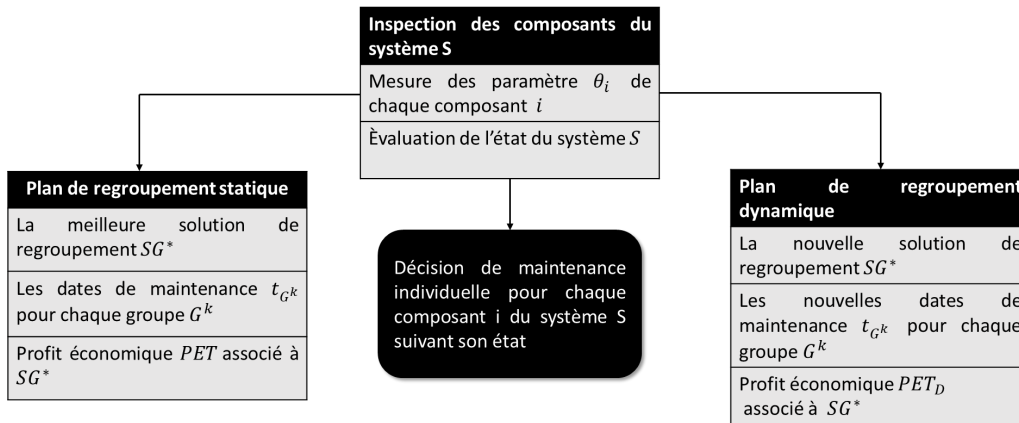 Inspection des composants du
système S
Mesure des paramètre θ_i de
chaque composant i
Èvaluation de l'état du système S
Plan de regroupement statique
La meilleure solution de
regroupement SG*
Les dates de maintenance t_{G^k}
pour chaque groupe G^k
Profit économique PET associé à
SG*
Décision de maintenance
individuelle pour chaque
composant i du système S
suivant son état
Plan de regroupement
dynamique
La nouvelle solution de
regroupement SG*
Les nouvelles dates de
maintenance t_{G^k} pour chaque
groupe G^k
Profit économique PET_D
associé à SG*